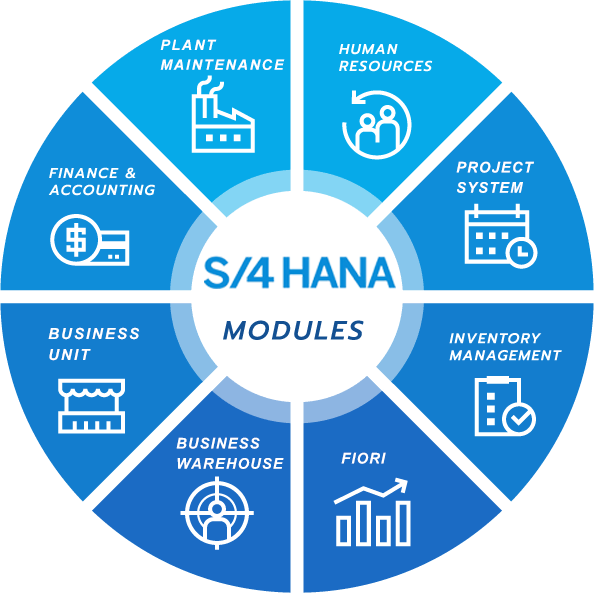 PLANT
MAINTENANCE
HUMAN
RESOURCES
PROJECT
SYSTEM
INVENTORY
MANAGEMENT
FIORI
BUSINESS
WAREHOUSE
BUSINESS
UNIT
FINANCE &
ACCOUNTING
S/4 HANA
MODULES